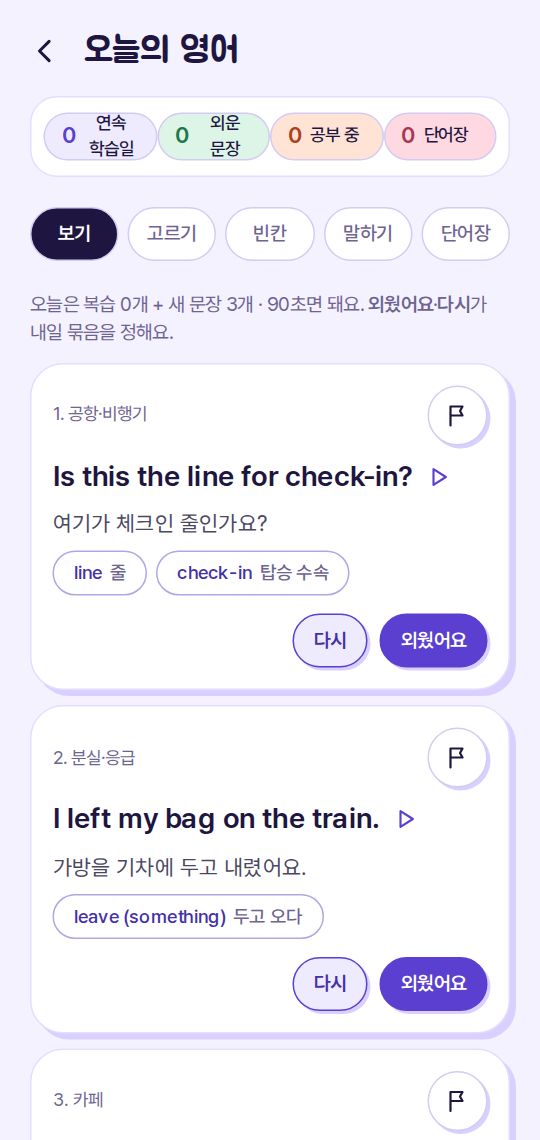 오늘의 영어
0 연속 학습일
0 외운 문장
0 공부 중
0 단어장
보기
고르기
빈칸
말하기
단어장
오늘은 복습 0개 + 새 문장 3개 · 90초면 돼요. 외웠어요·다시가
내일 묶음을 정해요.
1. 공항·비행기
Is this the line for check-in?
여기가 체크인 줄인가요?
line 줄
check-in 탑승 수속
다시
외웠어요
2. 분실·응급
I left my bag on the train.
가방을 기차에 두고 내렸어요.
leave (something) 두고 오다
다시
외웠어요
3. 카페